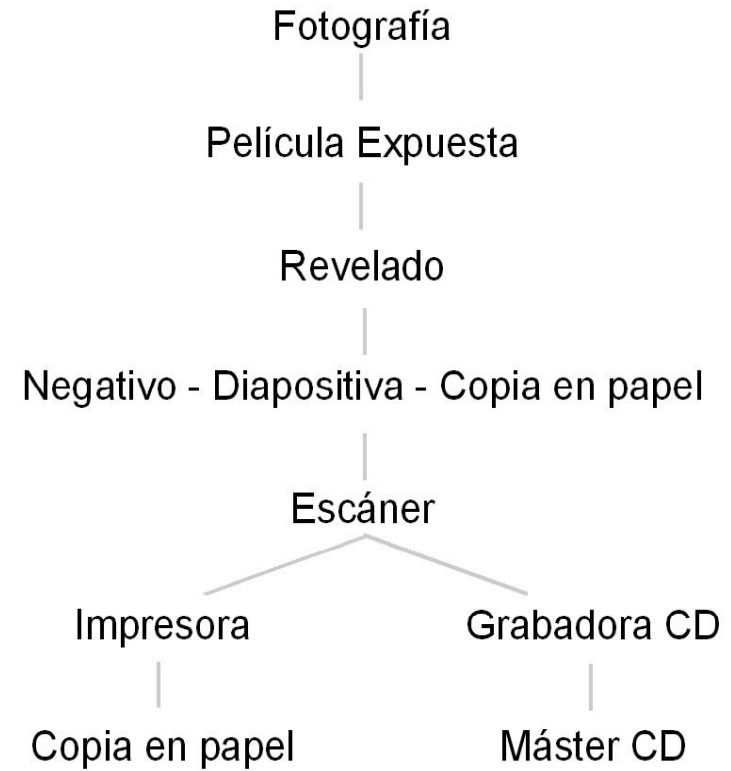 Fotografía
Película Expuesta
Revelado
Negativo - Diapositiva - Copia en papel
Escáner
Impresora Grabadora CD
Copia en papel Máster CD